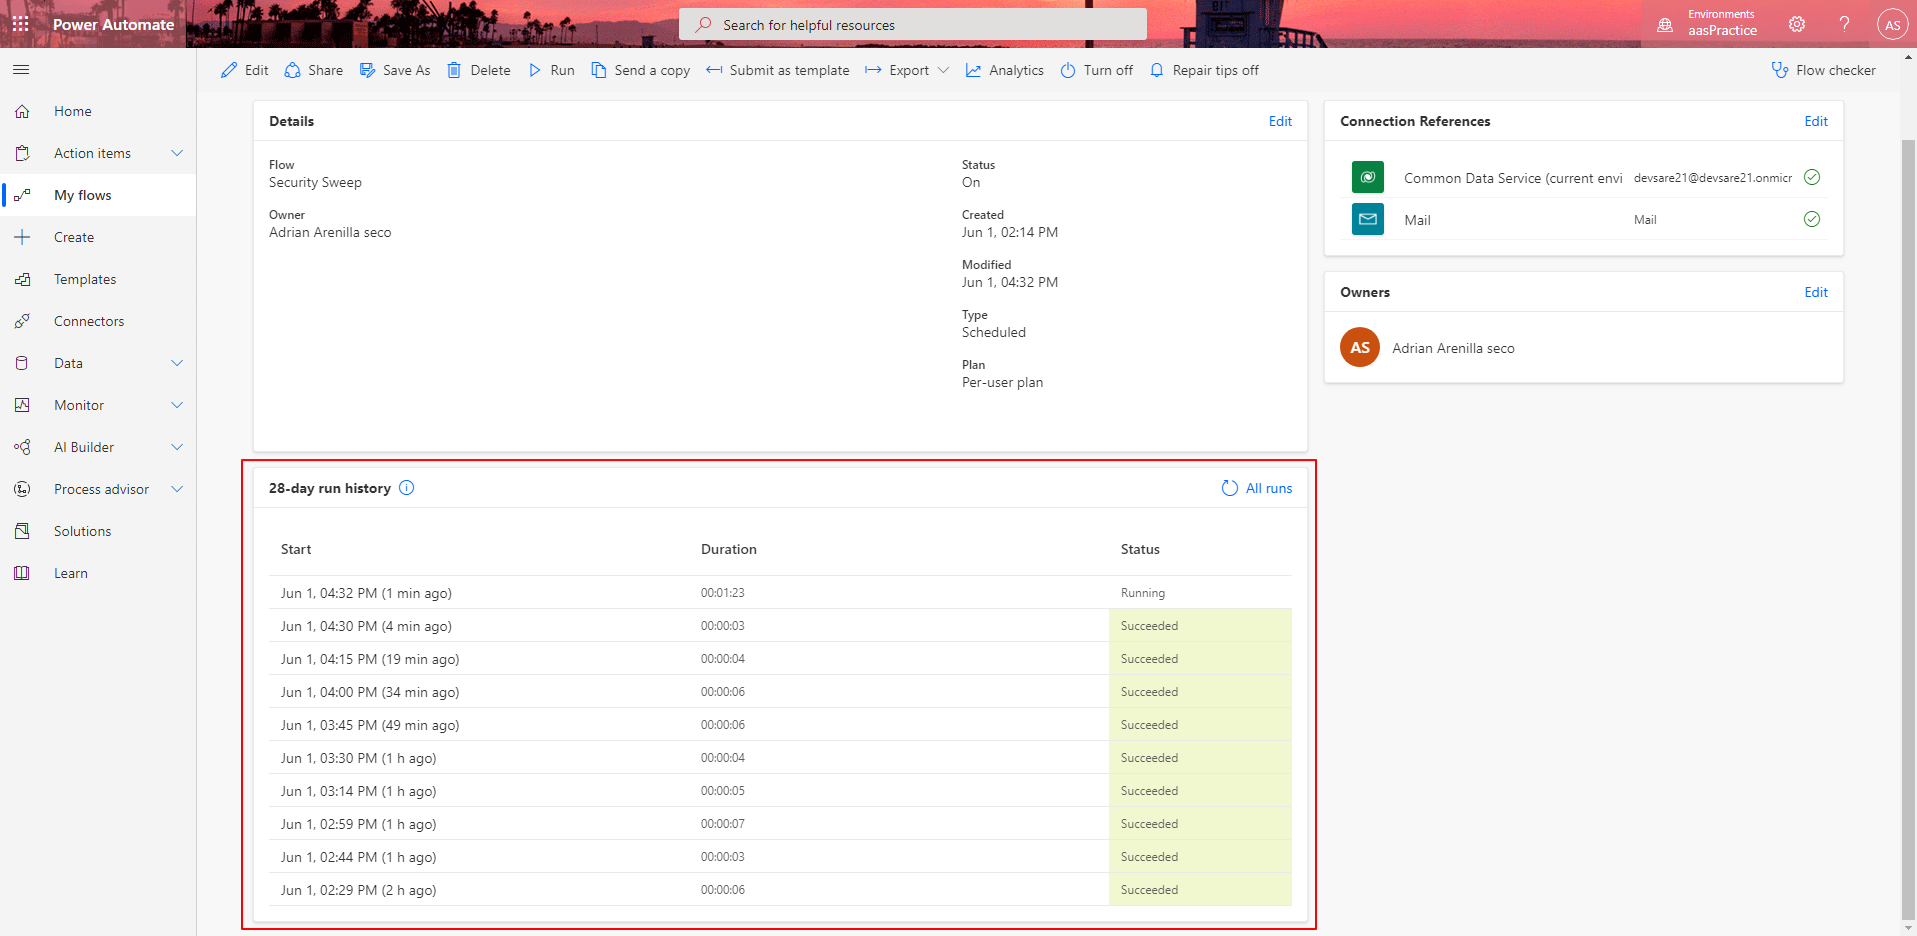 Power Automate
Search for helpful resources
Environments
aasPractice
AS
Edit
Share
Save As
Delete
Run
Send a copy
Submit as template
Export
Analytics
Turn off
Repair tips off
Flow checker
Home
Action items
My flows
Create
Templates
Connectors
Data
Monitor
AI Builder
Process advisor
Solutions
Learn
Details
Edit
Flow
Security Sweep
Owner
Adrian Arenilla seco
Status
On
Created
Jun 1, 02:14 PM
Modified
Jun 1, 04:32 PM
Type
Scheduled
Plan
Per-user plan
Connection References
Edit
Common Data Service (current envi devsare21@devsare21.onmicr
Mail Mail
Owners
Edit
AS
Adrian Arenilla seco
28-day run history
All runs
Start Duration Status
Jun 1, 04:32 PM (1 min ago) 00:01:23 Running
Jun 1, 04:30 PM (4 min ago) 00:00:03 Succeeded
Jun 1, 04:15 PM (19 min ago) 00:00:04 Succeeded
Jun 1, 04:00 PM (34 min ago) 00:00:06 Succeeded
Jun 1, 03:45 PM (49 min ago) 00:00:06 Succeeded
Jun 1, 03:30 PM (1 h ago) 00:00:04 Succeeded
Jun 1, 03:14 PM (1 h ago) 00:00:05 Succeeded
Jun 1, 02:59 PM (1 h ago) 00:00:07 Succeeded
Jun 1, 02:44 PM (1 h ago) 00:00:03 Succeeded
Jun 1, 02:29 PM (2 h ago) 00:00:06 Succeeded